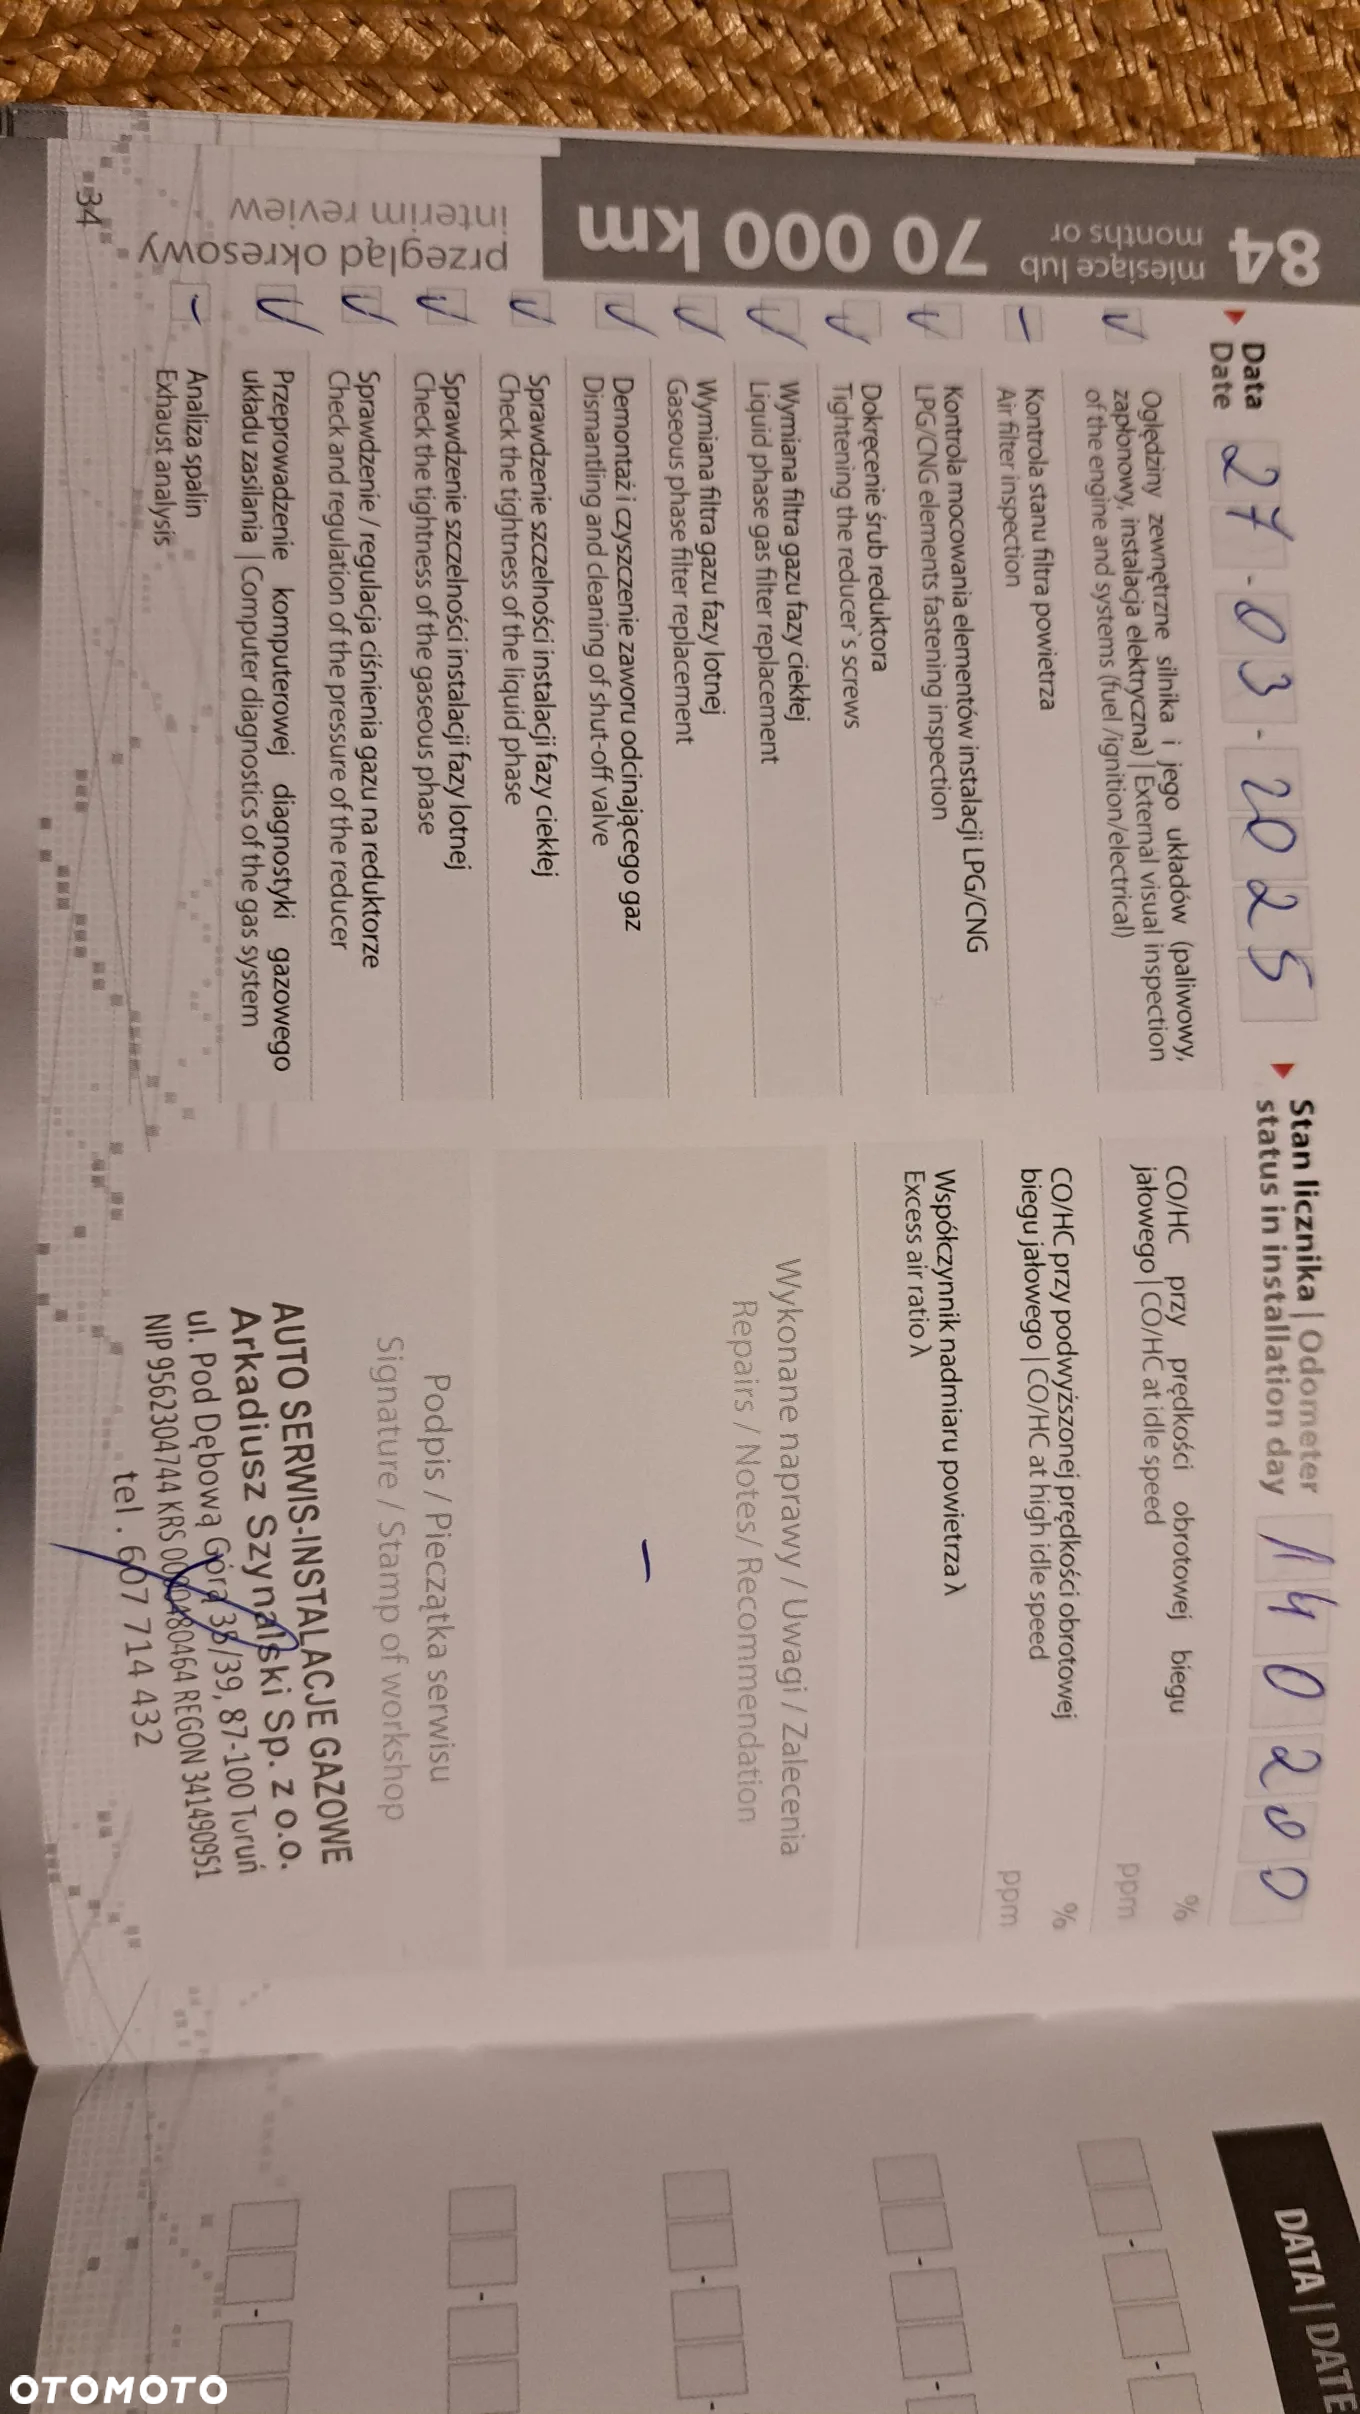 84 miesiące lub
months or
70 000 km
przegląd okresowy
interim review
Data
Date
27-03-2025
Stan licznika | Odometer
status in installation day
140200
Oględziny zewnętrzne silnika i jego układów (paliwowy,
zapłonowy, instalacja elektryczna) | External visual inspection
of the engine and systems (fuel /ignition/electrical)
Kontrola stanu filtra powietrza
Air filter inspection
Kontrola mocowania elementów instalacji LPG/CNG
LPG/CNG elements fastening inspection
Dokręcenie śrub reduktora
Tightening the reducer`s screws
Wymiana filtra gazu fazy ciekłej
Liquid phase gas filter replacement
Wymiana filtra gazu fazy lotnej
Gaseous phase filter replacement
Demontaż i czyszczenie zaworu odcinającego gaz
Dismantling and cleaning of shut-off valve
Sprawdzenie szczelności instalacji fazy ciekłej
Check the tightness of the liquid phase
Sprawdzenie szczelności instalacji fazy lotnej
Check the tightness of the gaseous phase
Sprawdzenie / regulacja ciśnienia gazu na reduktorze
Check and regulation of the pressure of the reducer
Przeprowadzenie komputerowej diagnostyki gazowego
układu zasilania | Computer diagnostics of the gas system
Analiza spalin
Exhaust analysis
CO/HC przy prędkości obrotowej biegu
jałowego | CO/HC at idle speed
%
ppm
CO/HC przy podwyższonej prędkości obrotowej
biegu jałowego | CO/HC at high idle speed
%
ppm
Współczynnik nadmiaru powietrza λ
Excess air ratio λ
Wykonane naprawy / Uwagi / Zalecenia
Repairs / Notes/ Recommendation
–
Podpis / Pieczątka serwisu
Signature / Stamp of workshop
AUTO SERWIS-INSTALACJE GAZOWE
Arkadiusz Szynalski Sp. z o.o.
ul. Pod Dębową Górą 35/39, 87-100 Toruń
NIP 9562304744 KRS 0000480464 REGON 341490951
tel. 607 714 432
34
DATA | DATE
OTOMOTO